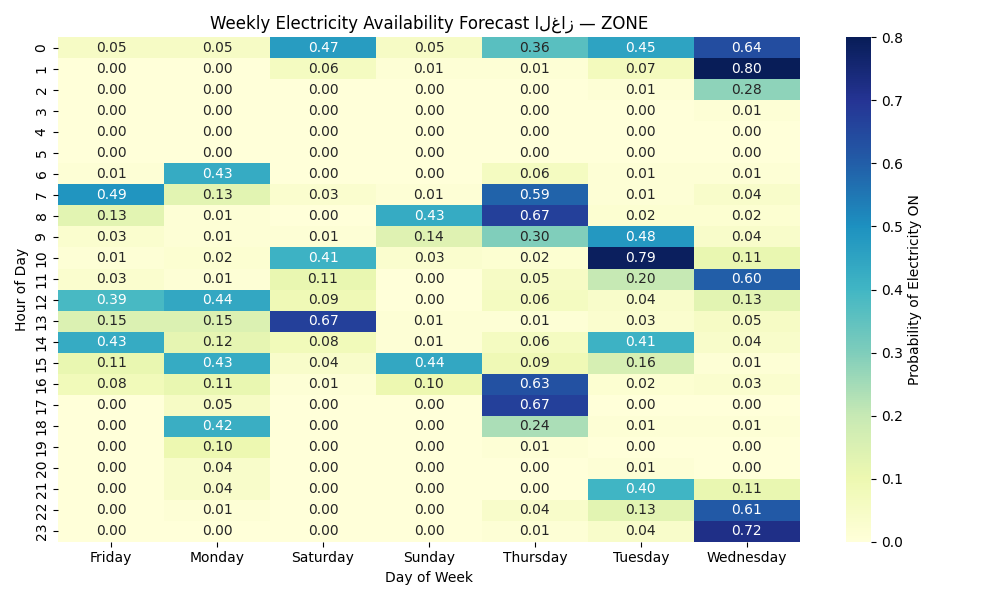 Weekly Electricity Availability Forecast الغاز — ZONE
0 0.05 0.05 0.47 0.05 0.36 0.45 0.64
1 0.00 0.00 0.06 0.01 0.01 0.07 0.80
2 0.00 0.00 0.00 0.00 0.00 0.01 0.28
3 0.00 0.00 0.00 0.00 0.00 0.00 0.01
4 0.00 0.00 0.00 0.00 0.00 0.00 0.00
5 0.00 0.00 0.00 0.00 0.00 0.00 0.00
6 0.01 0.43 0.00 0.00 0.06 0.01 0.01
7 0.49 0.13 0.03 0.01 0.59 0.01 0.04
8 0.13 0.01 0.00 0.43 0.67 0.02 0.02
9 0.03 0.01 0.01 0.14 0.30 0.48 0.04
10 0.01 0.02 0.41 0.03 0.02 0.79 0.11
11 0.03 0.01 0.11 0.00 0.05 0.20 0.60
12 0.39 0.44 0.09 0.00 0.06 0.04 0.13
13 0.15 0.15 0.67 0.01 0.01 0.03 0.05
14 0.43 0.12 0.08 0.01 0.06 0.41 0.04
15 0.11 0.43 0.04 0.44 0.09 0.16 0.01
16 0.08 0.11 0.01 0.10 0.63 0.02 0.03
17 0.00 0.05 0.00 0.00 0.67 0.00 0.00
18 0.00 0.42 0.00 0.00 0.24 0.01 0.01
19 0.00 0.10 0.00 0.00 0.01 0.00 0.00
20 0.00 0.04 0.00 0.00 0.00 0.01 0.00
21 0.00 0.04 0.00 0.00 0.00 0.40 0.11
22 0.00 0.01 0.00 0.00 0.04 0.13 0.61
23 0.00 0.00 0.00 0.00 0.01 0.04 0.72
Friday Monday Saturday Sunday Thursday Tuesday Wednesday
Day of Week
Hour of Day
0.8
0.7
0.6
0.5
0.4
0.3
0.2
0.1
0.0
Probability of Electricity ON